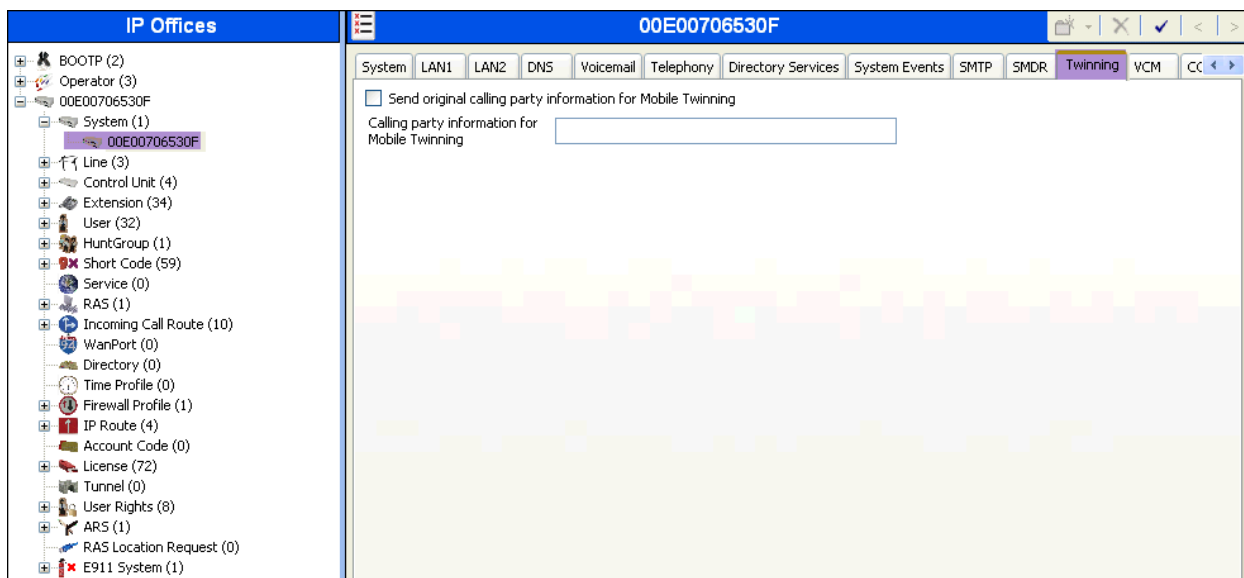 IP Offices
BOOTP (2)
Operator (3)
00E00706530F
System (1)
00E00706530F
Line (3)
Control Unit (4)
Extension (34)
User (32)
HuntGroup (1)
Short Code (59)
Service (0)
RAS (1)
Incoming Call Route (10)
WanPort (0)
Directory (0)
Time Profile (0)
Firewall Profile (1)
IP Route (4)
Account Code (0)
License (72)
Tunnel (0)
User Rights (8)
ARS (1)
RAS Location Request (0)
E911 System (1)
00E00706530F
System LAN1 LAN2 DNS Voicemail Telephony Directory Services System Events SMTP SMDR Twinning VCM CC
Send original calling party information for Mobile Twinning
Calling party information for
Mobile Twinning